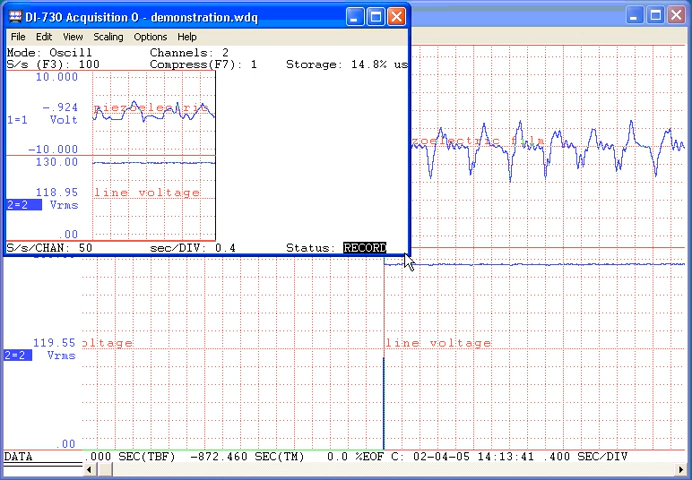 DI-730 Acquisition 0 - demonstration.wdq
File Edit View Scaling Options Help
Mode: Oscill Channels: 2
S/s (F3): 100 Compress(F7): 1 Storage: 14.8% us
10.000
-.924 piezoelectric
1=1 Volt
-10.000
130.00
118.95 line voltage
2=2 Vrms
S/s/CHAN: 50 sec/DIV: 0.4 Status: RECORD
zoelectric film
119.55 oltage line voltage
2=2 Vrms
.00
DATA .000 SEC(TBF) -872.460 SEC(TM) 0.0 %EOF C: 02-04-05 14:13:41 .400 SEC/DIV